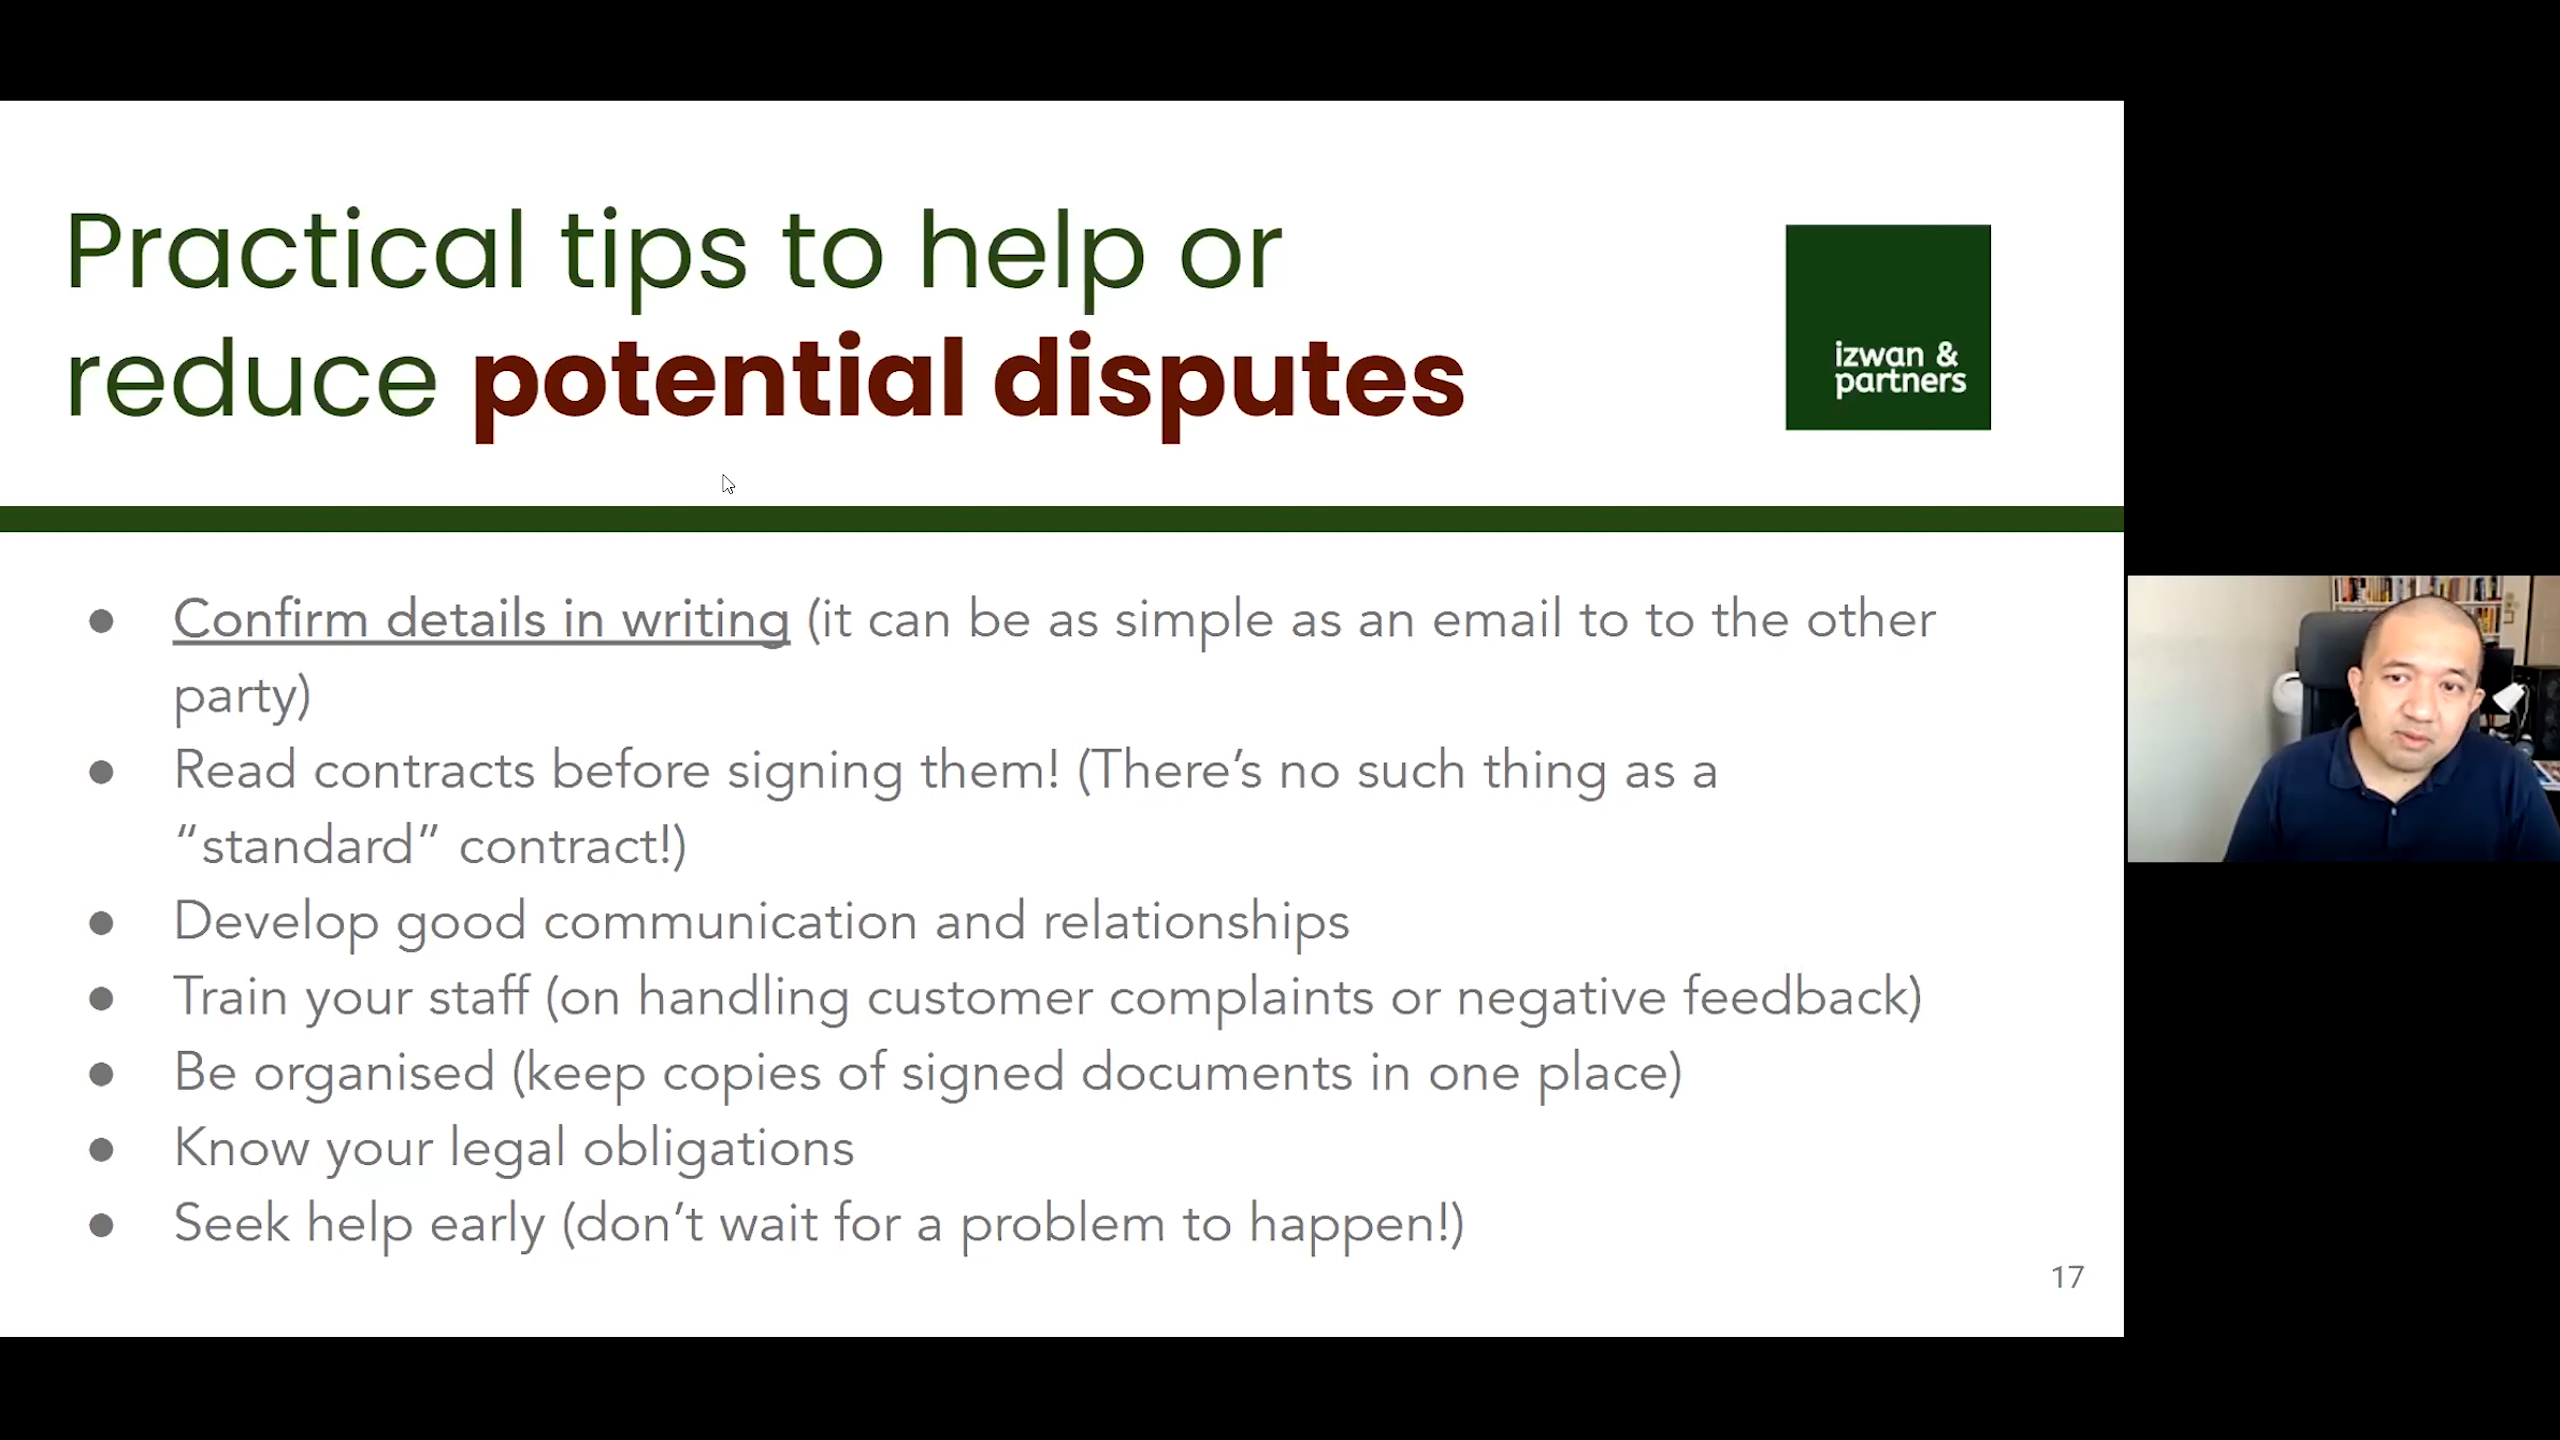 Practical tips to help or
reduce potential disputes
izwan &
partners
● Confirm details in writing (it can be as simple as an email to to the other
party)
● Read contracts before signing them! (There’s no such thing as a
“standard” contract!)
● Develop good communication and relationships
● Train your staff (on handling customer complaints or negative feedback)
● Be organised (keep copies of signed documents in one place)
● Know your legal obligations
● Seek help early (don’t wait for a problem to happen!)
17